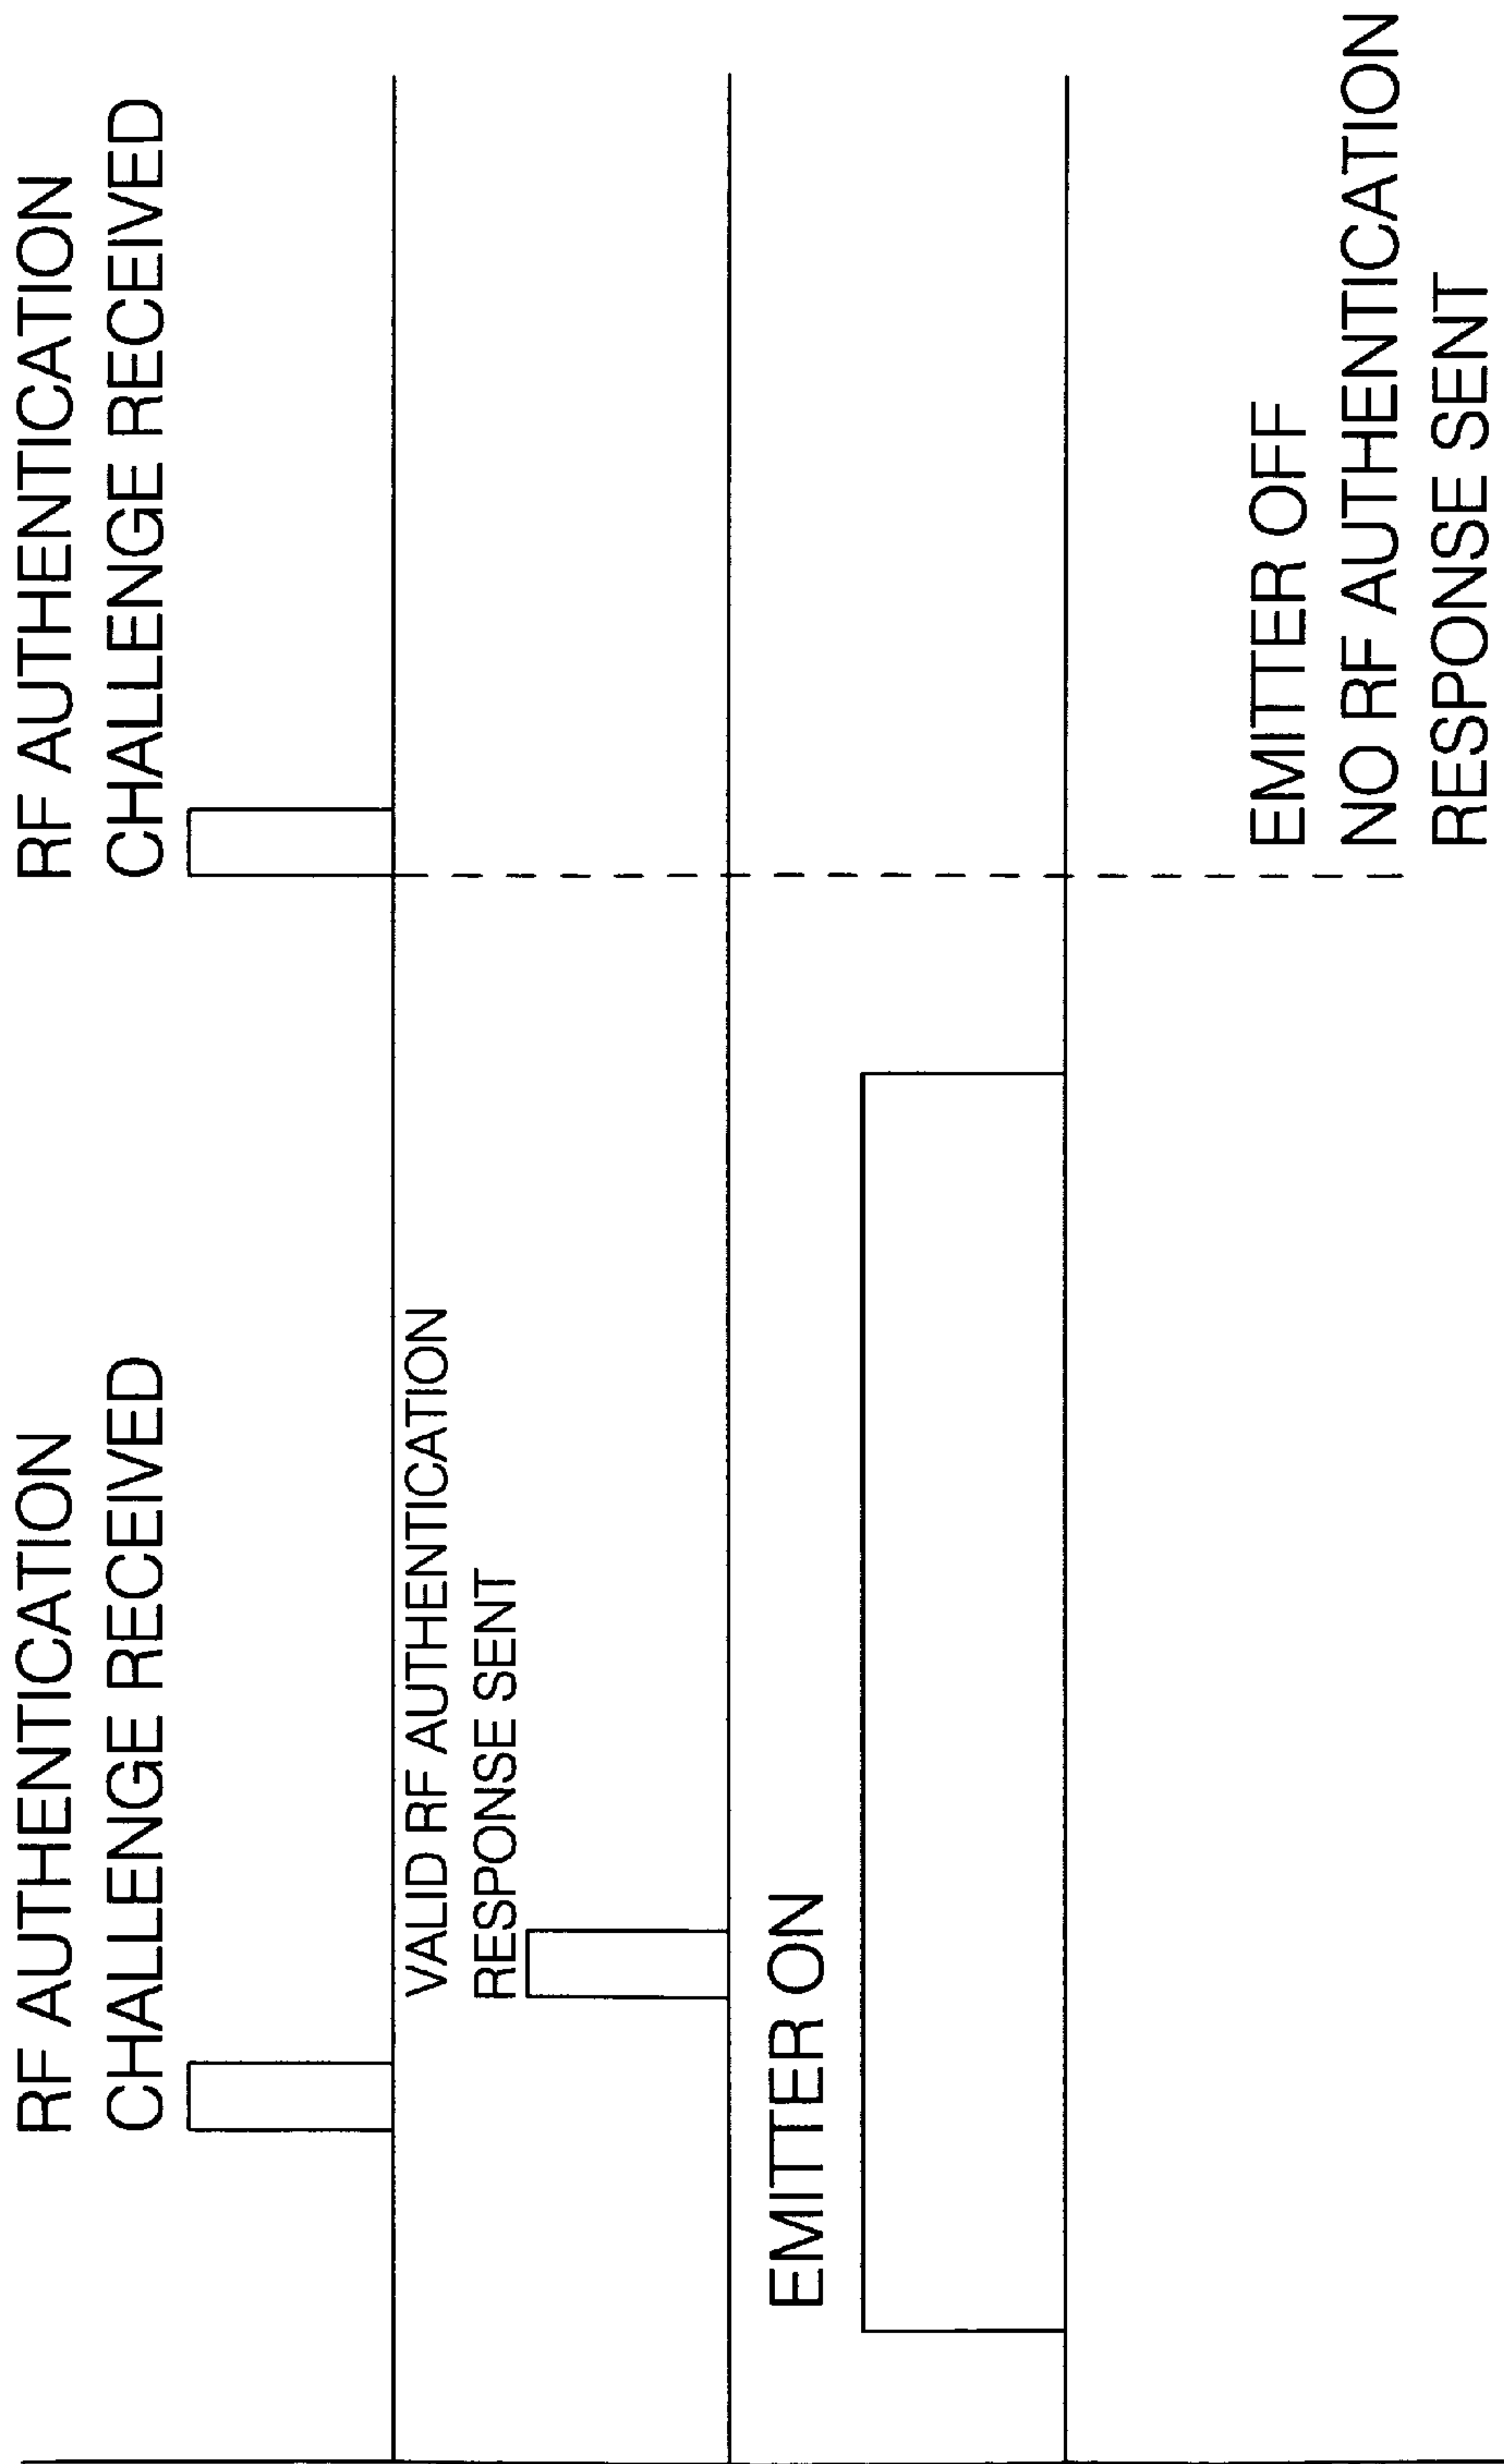 RF AUTHENTICATION
CHALLENGE RECEIVED
RF AUTHENTICATION
CHALLENGE RECEIVED
VALID RF AUTHENTICATION
RESPONSE SENT
EMITTER ON
EMITTER OFF
NO RF AUTHENTICATION
RESPONSE SENT